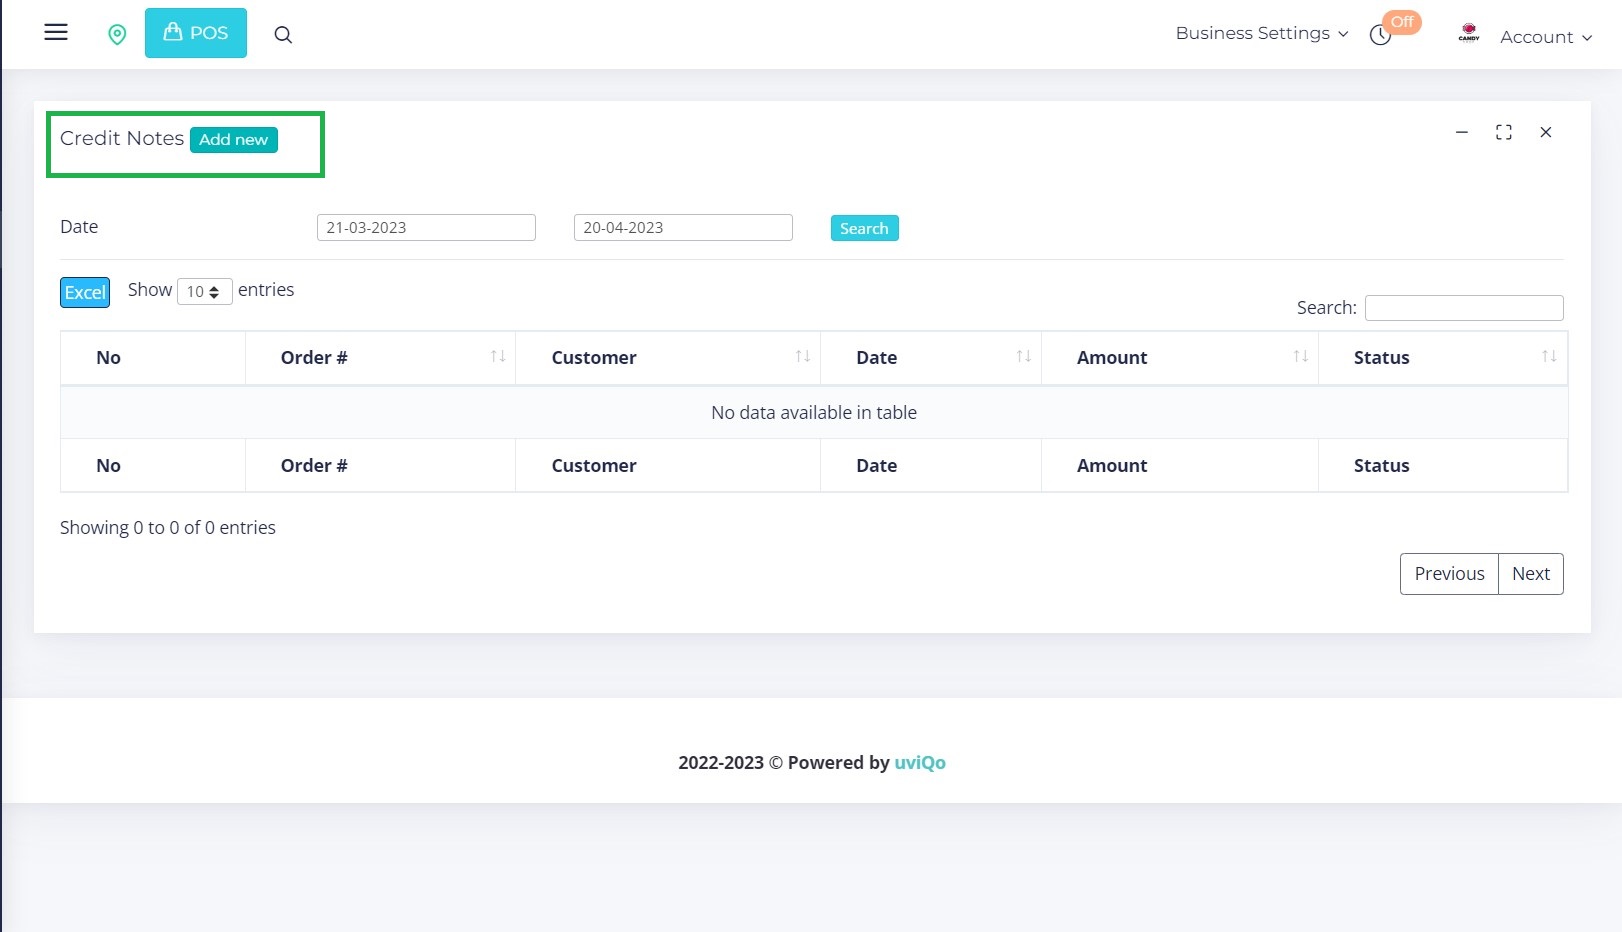 POS
Business Settings
Off
CANDY
Account
Credit Notes Add new
Date 21-03-2023 20-04-2023 Search
Excel Show 10 entries
Search:
No Order # Customer Date Amount Status
No data available in table
No Order # Customer Date Amount Status
Showing 0 to 0 of 0 entries
Previous Next
2022-2023 © Powered by uviQo